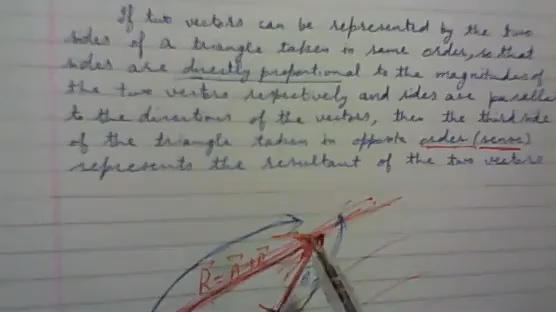 If two vectors can be represented by the two
sides of a triangle taken in same order, so that
sides are directly proportional to the magnitudes of
the two vectors respectively and sides are parallel
to the directions of the vectors, then the third side
of the triangle taken in opposite order (sense)
represents the resultant of the two vectors
R =